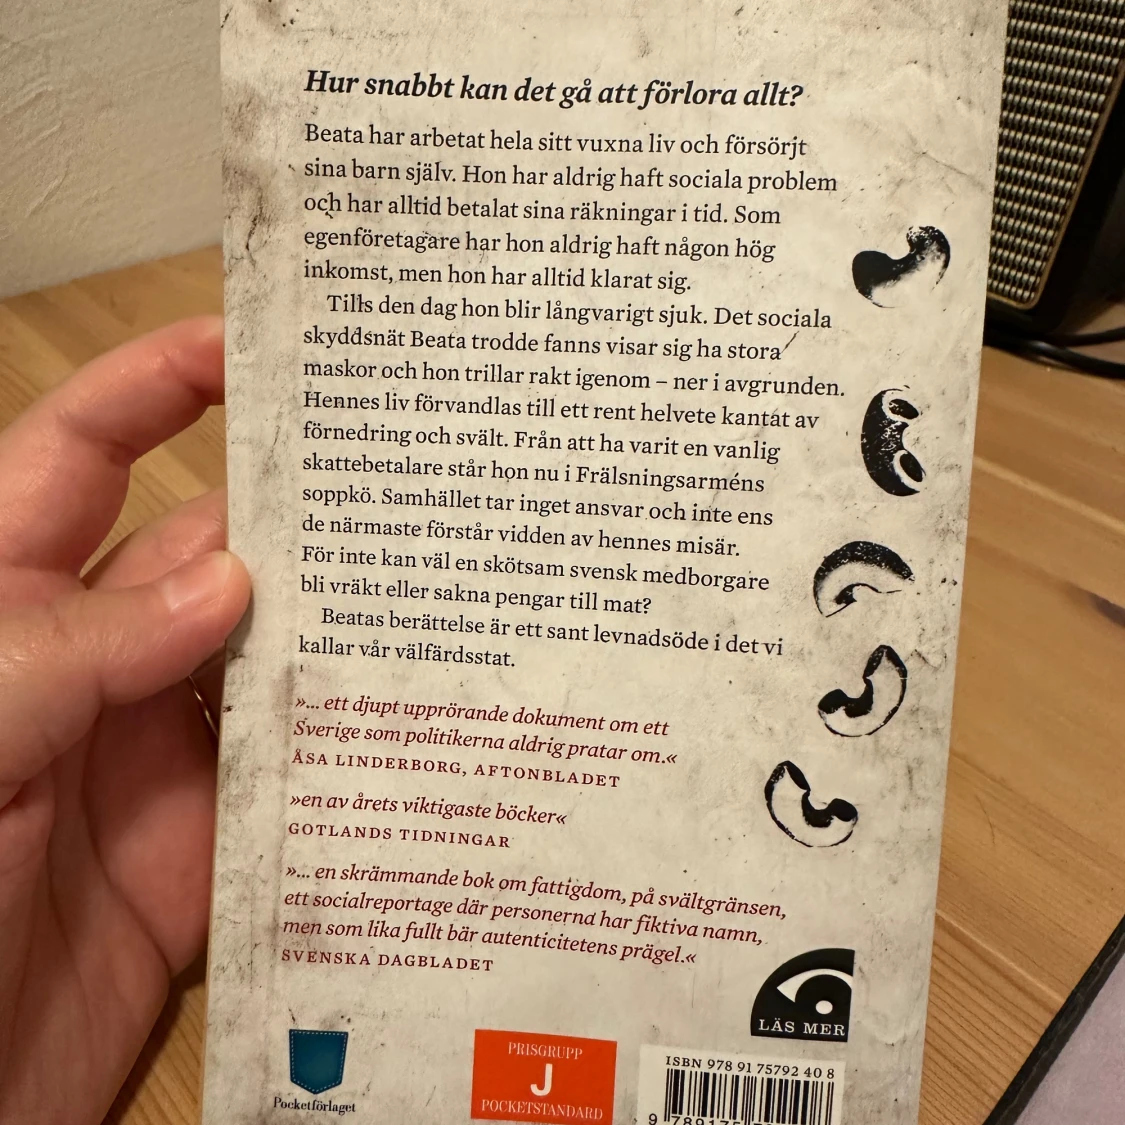 Hur snabbt kan det gå att förlora allt?
Beata har arbetat hela sitt vuxna liv och försörjt
sina barn själv. Hon har aldrig haft sociala problem
och har alltid betalat sina räkningar i tid. Som
egenföretagare har hon aldrig haft någon hög
inkomst, men hon har alltid klarat sig.
Tills den dag hon blir långvarigt sjuk. Det sociala
skyddsnät Beata trodde fanns visar sig ha stora
maskor och hon trillar rakt igenom – ner i avgrunden.
Hennes liv förvandlas till ett rent helvete kantat av
förnedring och svält. Från att ha varit en vanlig
skattebetalare står hon nu i Frälsningsarméns
soppkö. Samhället tar inget ansvar och inte ens
de närmaste förstår vidden av hennes misär.
För inte kan väl en skötsam svensk medborgare
bli vräkt eller sakna pengar till mat?
Beatas berättelse är ett sant levnadsöde i det vi
kallar vår välfärdsstat.
»... ett djupt upprörande dokument om ett
Sverige som politikerna aldrig pratar om.«
ÅSA LINDERBORG, AFTONBLADET
»en av årets viktigaste böcker«
GOTLANDS TIDNINGAR
»... en skrämmande bok om fattigdom, på svältgränsen,
ett socialreportage där personerna har fiktiva namn,
men som lika fullt bär autenticitetens prägel.«
SVENSKA DAGBLADET
LÄS MER
Pocketförlaget
PRISGRUPP
J
POCKETSTANDARD
ISBN 978 91 75792 40 8